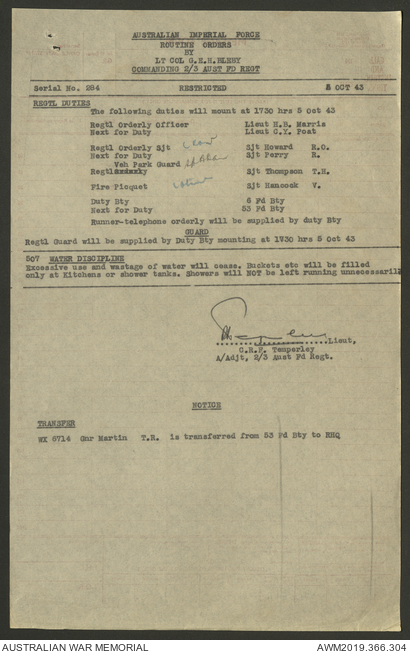 AUSTRALIAN IMPERIAL FORCE
ROUTINE ORDERS
BY
LT COL G.E.H.BLEBY
COMMANDING 2/3 AUST FD REGT
Serial No. 284 RESTRICTED 5 OCT 43
REGTL DUTIES
The following duties will mount at 1730 hrs 5 Oct 43
Regtl Orderly Officer Lieut H.B. Marris
Next for Duty Lieut C.Y. Peat
Regtl Orderly Sjt Sjt Howard R.O.
Next for Duty Sjt Perry R.
Veh Park Guard
Regtl Sjt Thompson T.H.
Fire Picquet Sjt Hancock V.
Duty Bty 6 Fd Bty
Next for Duty 53 Fd Bty
Runner-telephone orderly will be supplied by duty Bty
GUARD
Regtl Guard will be supplied by Duty Bty mounting at 1730 hrs 5 Oct 43
507 WATER DISCIPLINE
Excessive use and wastage of water will cease. Buckets etc will be filled
only at Kitchens or shower tanks. Showers will NOT be left running unnecessarily
Lieut,
C.R.F. Temperley
A/Adjt, 2/3 Aust Fd Regt.
NOTICE
TRANSFER
WX 6714 Gnr Martin T.R. is transferred from 53 Fd Bty to RHQ
AUSTRALIAN WAR MEMORIAL AWM2019.366.304